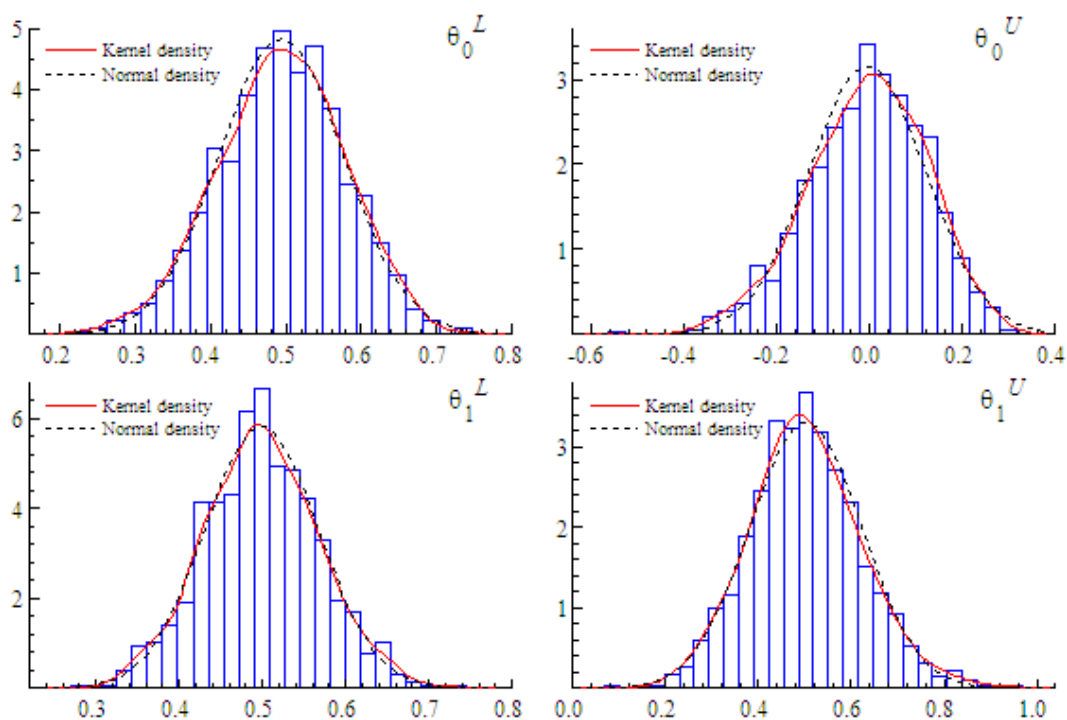 θ₀ᴸ
Kernel density
Normal density
5
4
3
2
1
0.2 0.3 0.4 0.5 0.6 0.7 0.8
θ₀ᵁ
Kernel density
Normal density
3
2
1
-0.6 -0.4 -0.2 0.0 0.2 0.4
θ₁ᴸ
Kernel density
Normal density
6
4
2
0.3 0.4 0.5 0.6 0.7 0.8
θ₁ᵁ
Kernel density
Normal density
3
2
1
0.0 0.2 0.4 0.6 0.8 1.0